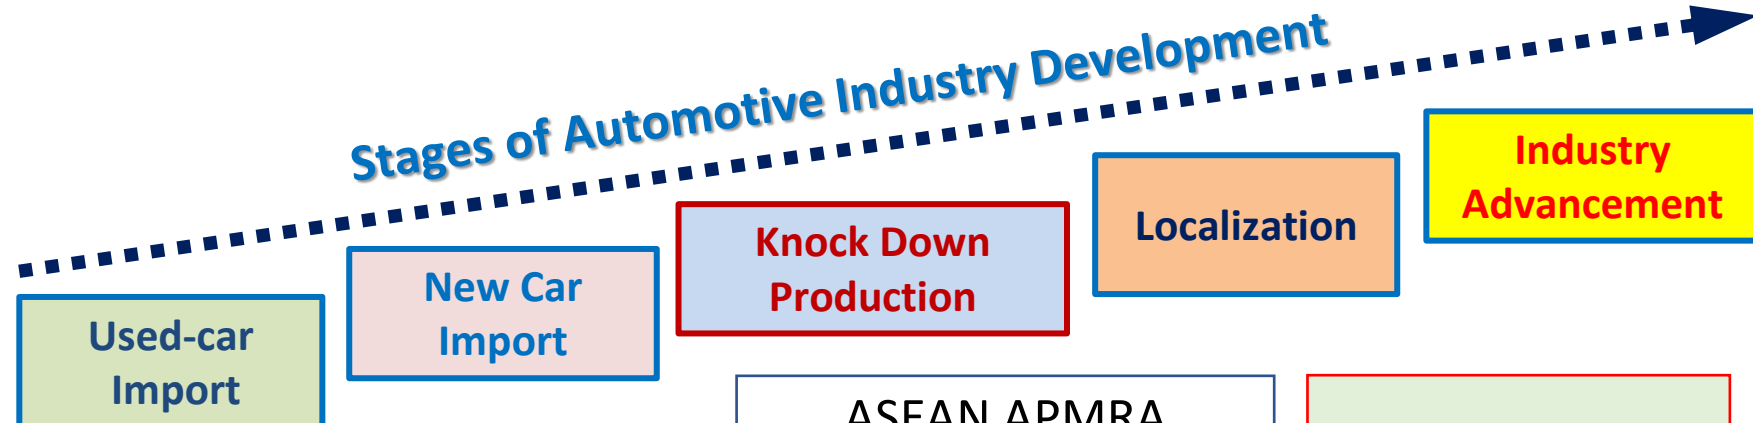 Stages of Automotive Industry Development
Industry
Advancement
Localization
Knock Down
Production
New Car
Import
Used-car
Import
ASEAN APMRA